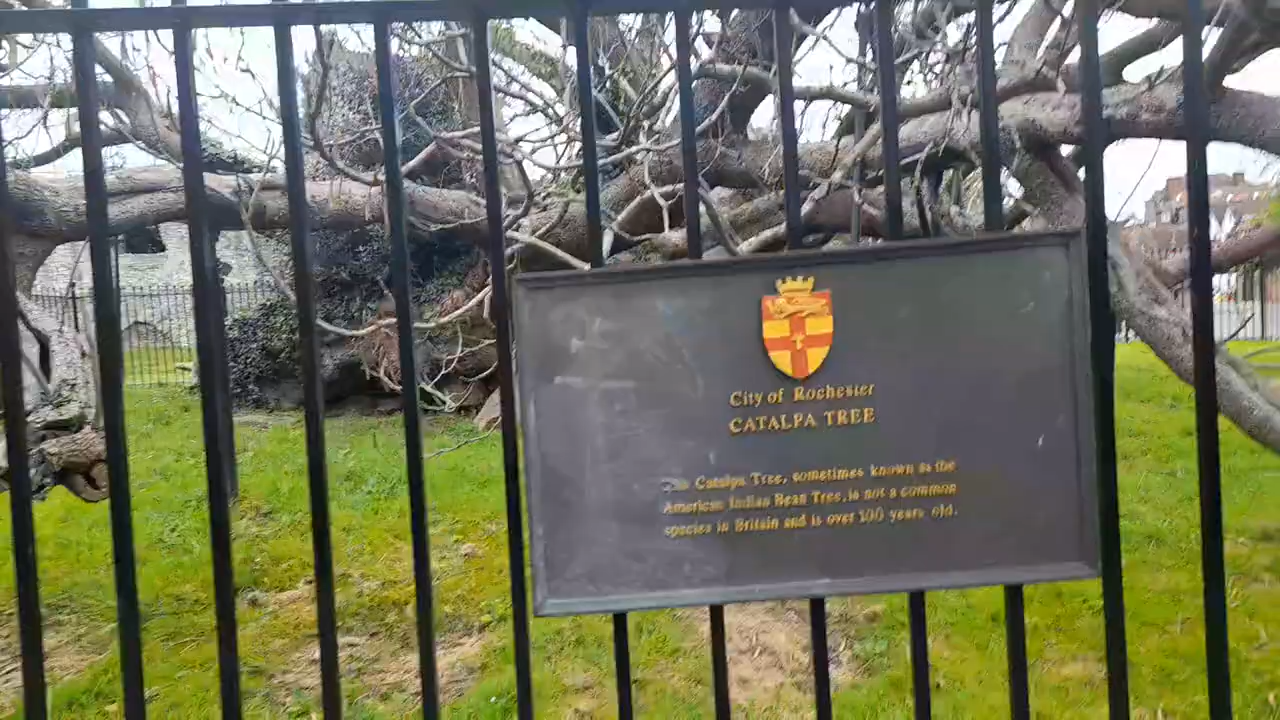 City of Rochester
CATALPA TREE
The Catalpa Tree, sometimes known as the
American Indian Bean Tree, is not a common
species in Britain and is over 100 years old.